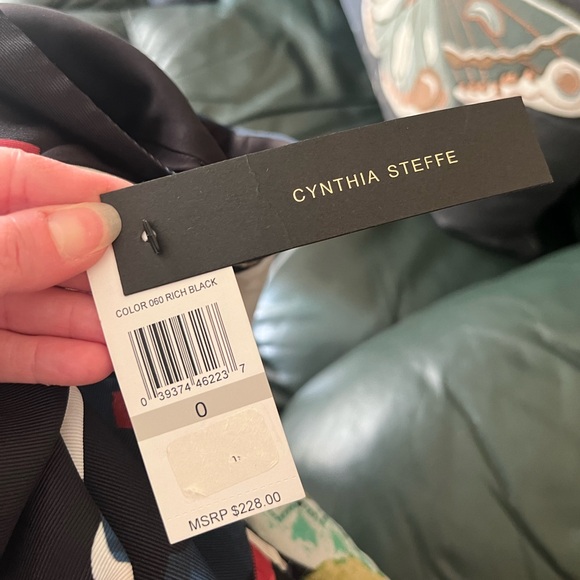 CYNTHIA STEFFE
COLOR 060 RICH BLACK
0 39374 46223 7
0
MSRP $228.00